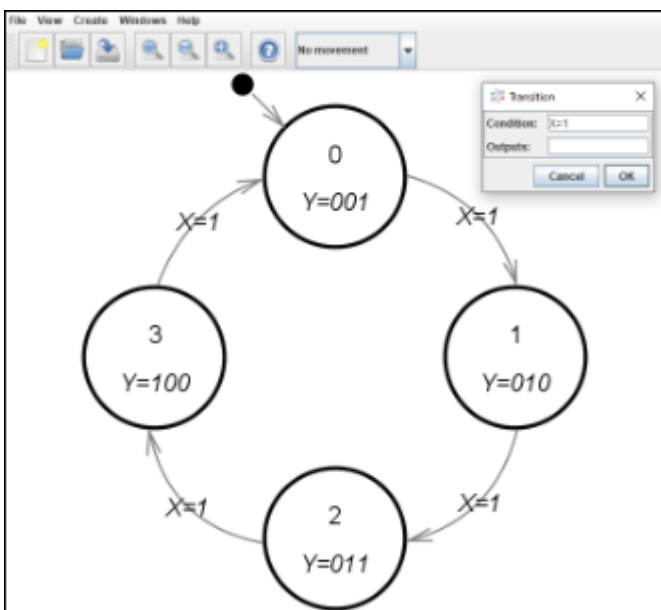 File View Create Windows Help
No movement
Transition
Condition: X=1
Outputs:
Cancel OK
0
Y=001
X=1
X=1
3
Y=100
1
Y=010
X=1
X=1
2
Y=011